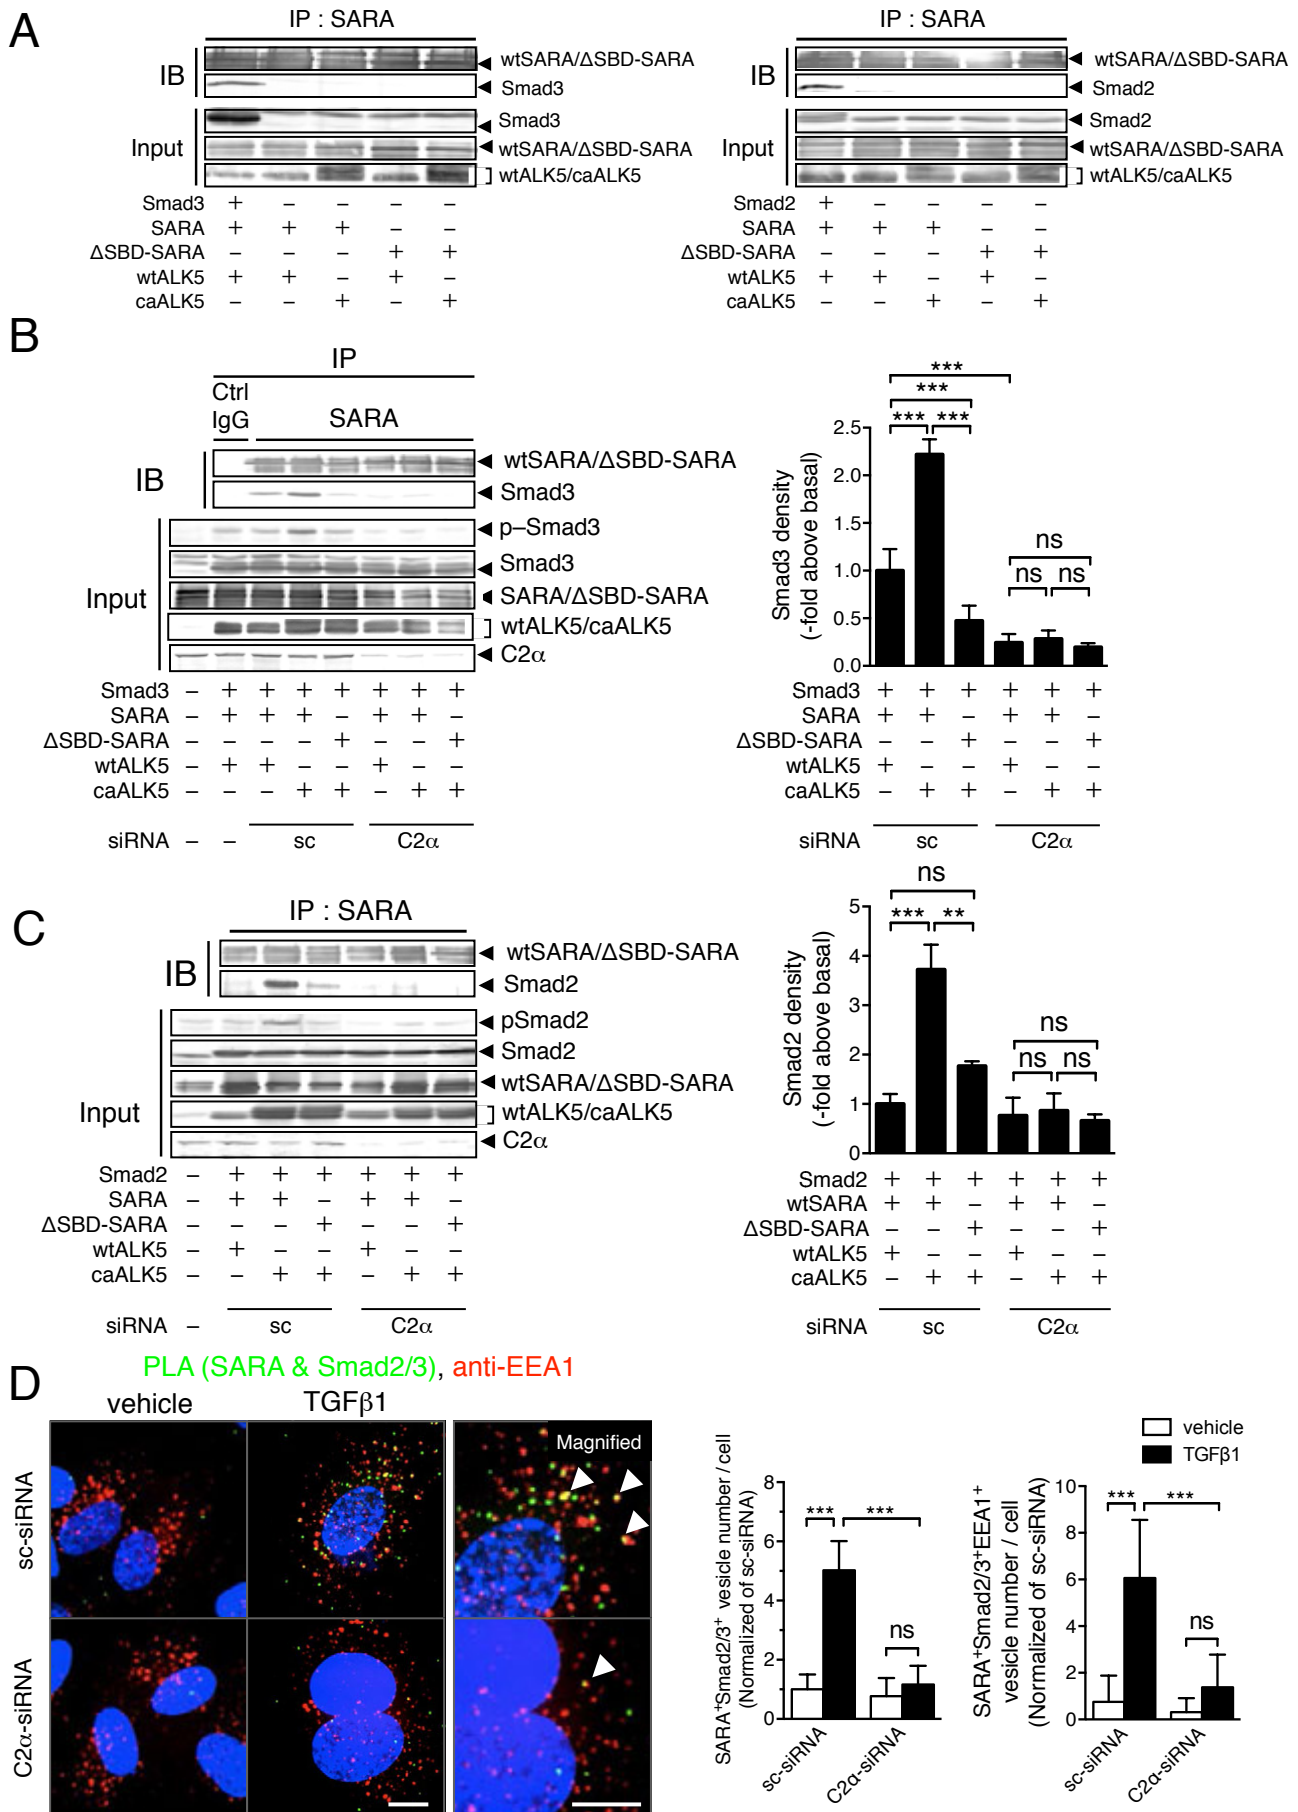 A
IP : SARA
IB
wtSARA/ΔSBD-SARA
Smad3
Input
Smad3
wtSARA/ΔSBD-SARA
wtALK5/caALK5
Smad3 + – – – –
SARA + + + – –
ΔSBD-SARA – – – + +
wtALK5 + + – + –
caALK5 – – + – +
IP : SARA
IB
wtSARA/ΔSBD-SARA
Smad2
Input
Smad2
wtSARA/ΔSBD-SARA
wtALK5/caALK5
Smad2 + – – – –
SARA + + + – –
ΔSBD-SARA – – – + +
wtALK5 + + – + –
caALK5 – – + – +
B
IP
Ctrl
IgG
SARA
IB
wtSARA/ΔSBD-SARA
Smad3
Input
p–Smad3
Smad3
SARA/ΔSBD-SARA
wtALK5/caALK5
C2α
Smad3 – + + + + + + +
SARA – + + + – + + –
ΔSBD-SARA – – – – + – – +
wtALK5 – + + – – + – –
caALK5 – – – + + – + +
siRNA – – sc C2α
Smad3 density
(-fold above basal)
2.5
2.0
1.5
1.0
0.5
0.0
***
***
*** ***
ns
ns ns
Smad3 + + + + + +
SARA + + – + + –
ΔSBD-SARA – – + – – +
wtALK5 + – – + – –
caALK5 – + + – + +
siRNA sc C2α
C
IP : SARA
IB
wtSARA/ΔSBD-SARA
Smad2
Input
pSmad2
Smad2
wtSARA/ΔSBD-SARA
wtALK5/caALK5
C2α
Smad2 – + + + + + +
SARA – + + – + + –
ΔSBD-SARA – – – + – – +
wtALK5 – + – – + – –
caALK5 – – + + – + +
siRNA – sc C2α
Smad2 density
(-fold above basal)
5
4
3
2
1
0
ns
*** **
ns
ns ns
Smad2 + + + + + +
wtSARA + + – + + –
ΔSBD-SARA – – + – – +
wtALK5 + – – + – –
caALK5 – + + – + +
siRNA sc C2α
D
PLA (SARA & Smad2/3), anti-EEA1
vehicle TGFβ1
Magnified
sc-siRNA
C2α-siRNA
vehicle
TGFβ1
SARA+Smad2/3+ vesicle number / cell
(Normalized of sc-siRNA)
8
6
4
2
0
*** ***
ns
sc-siRNA
C2α-siRNA
SARA+Smad2/3+EEA1+
vesicle number / cell
(Normalized of sc-siRNA)
10
8
6
4
2
0
*** ***
ns
sc-siRNA
C2α-siRNA